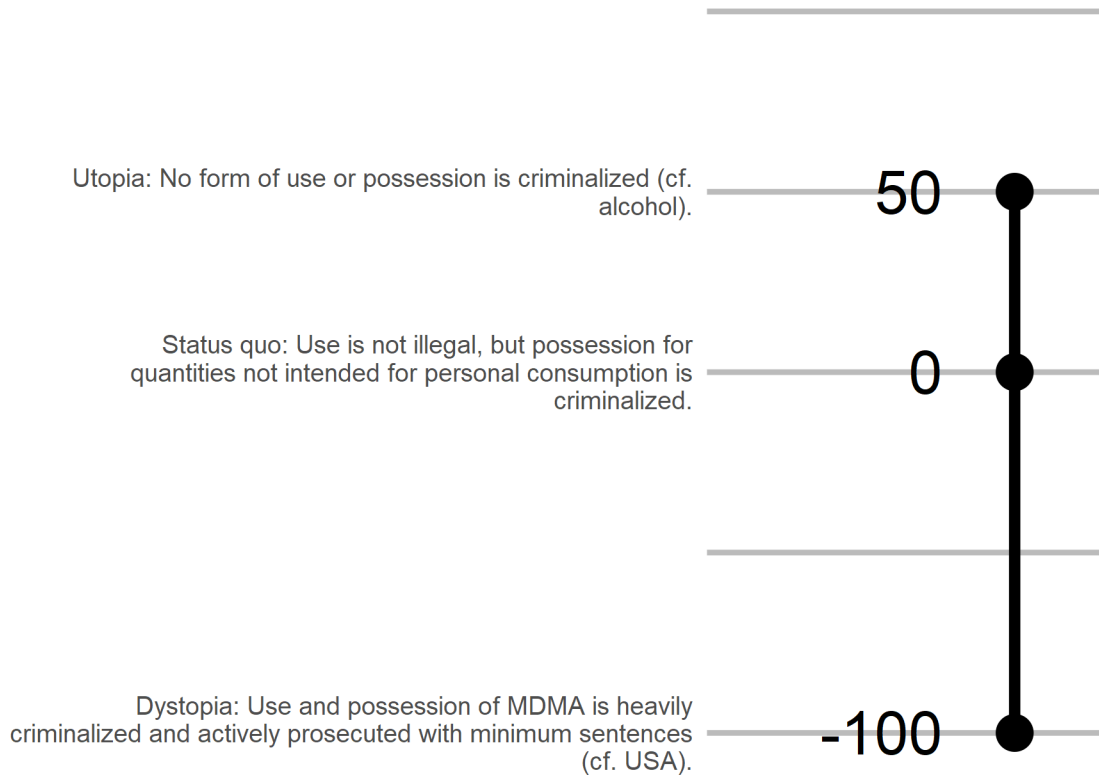 Utopia: No form of use or possession is criminalized (cf.
alcohol).
50
Status quo: Use is not illegal, but possession for
quantities not intended for personal consumption is
criminalized.
0
Dystopia: Use and possession of MDMA is heavily
criminalized and actively prosecuted with minimum sentences
(cf. USA).
-100